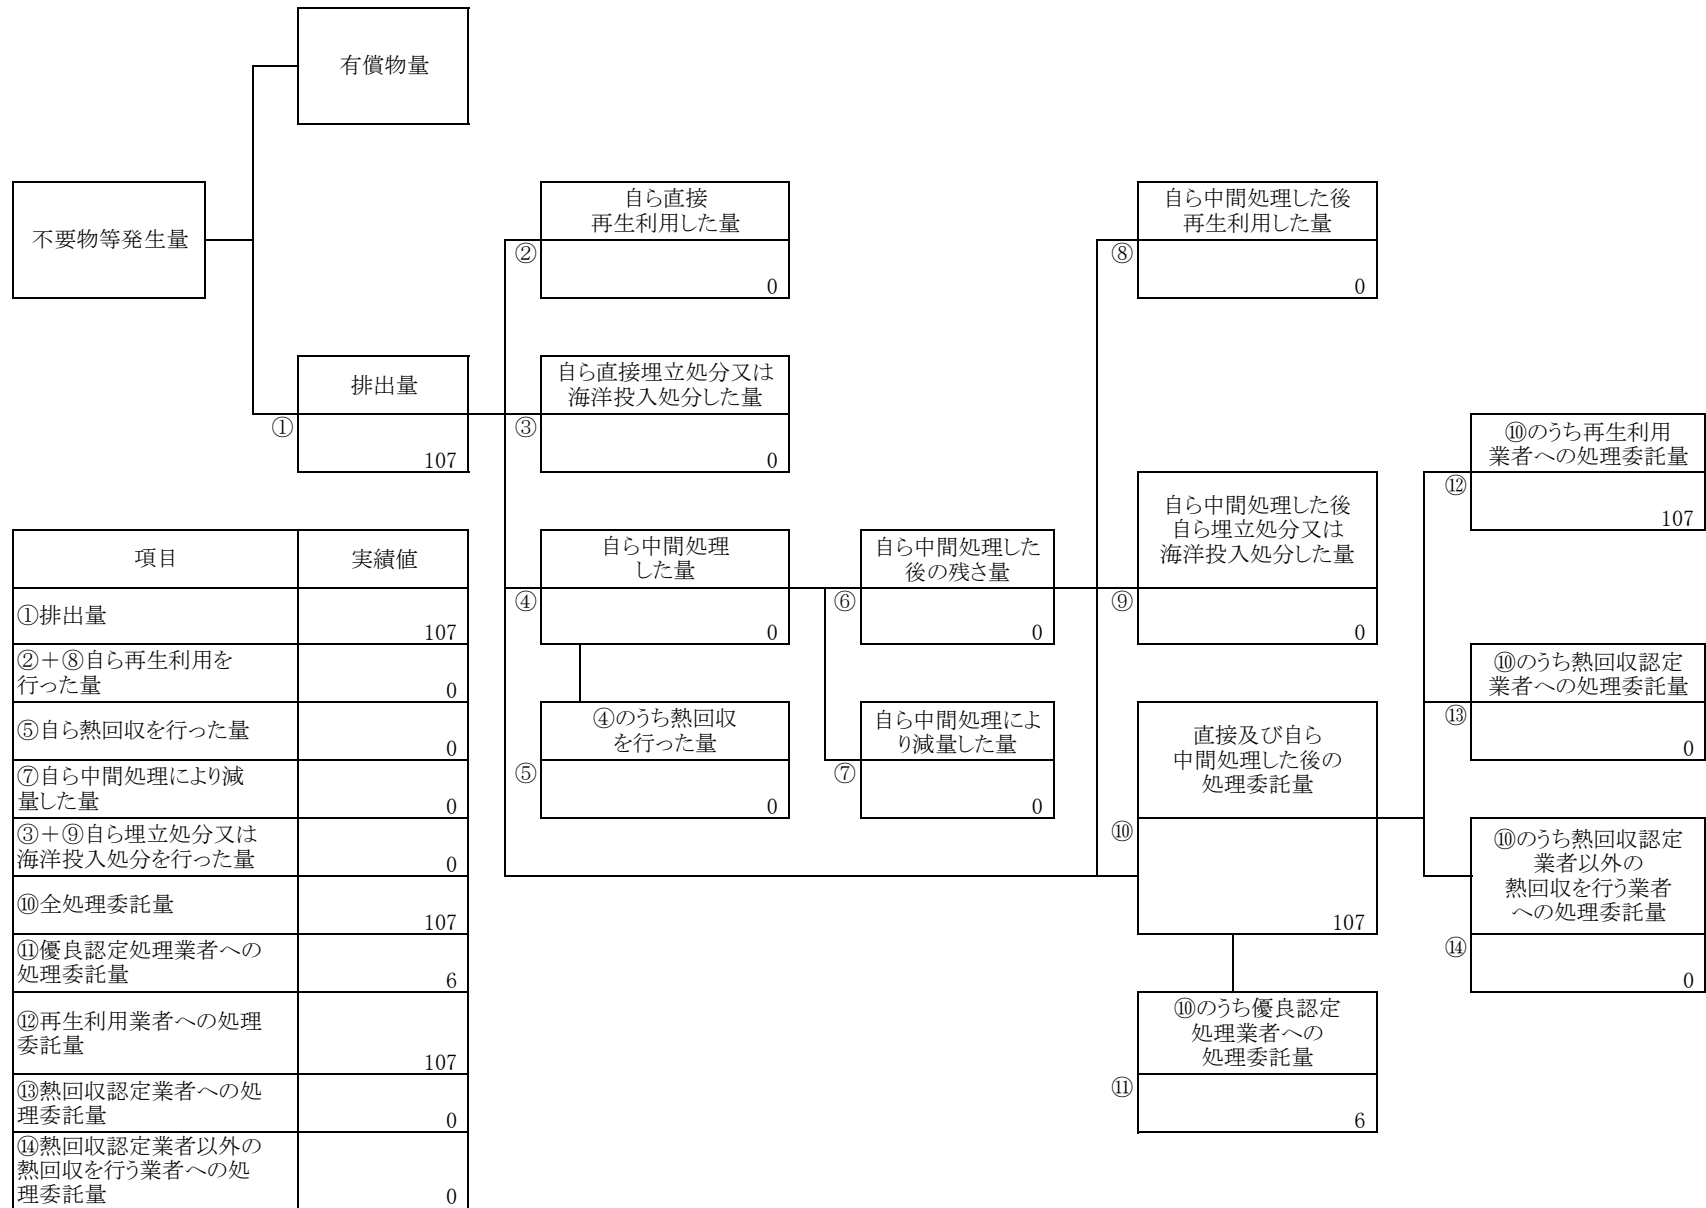 有償物量
不要物等発生量
自ら直接
再生利用した量
②
0
自ら中間処理した後
再生利用した量
⑧
0
排出量
①
107
自ら直接埋立処分又は
海洋投入処分した量
③
0
⑩のうち再生利用
業者への処理委託量
⑫
107
自ら中間処理
した量
④
0
自ら中間処理した
後の残さ量
⑥
0
自ら中間処理した後
自ら埋立処分又は
海洋投入処分した量
⑨
0
⑩のうち熱回収認定
業者への処理委託量
⑬
0
④のうち熱回収
を行った量
⑤
0
自ら中間処理によ
り減量した量
⑦
0
直接及び自ら
中間処理した後の
処理委託量
⑩
107
⑩のうち熱回収認定
業者以外の
熱回収を行う業者
への処理委託量
⑭
0
⑩のうち優良認定
処理業者への
処理委託量
⑪
6
項目 実績値
①排出量 107
②+⑧自ら再生利用を
行った量 0
⑤自ら熱回収を行った量 0
⑦自ら中間処理により減
量した量 0
③+⑨自ら埋立処分又は
海洋投入処分を行った量 0
⑩全処理委託量 107
⑪優良認定処理業者への
処理委託量 6
⑫再生利用業者への処理
委託量 107
⑬熱回収認定業者への処
理委託量 0
⑭熱回収認定業者以外の
熱回収を行う業者への処
理委託量 0